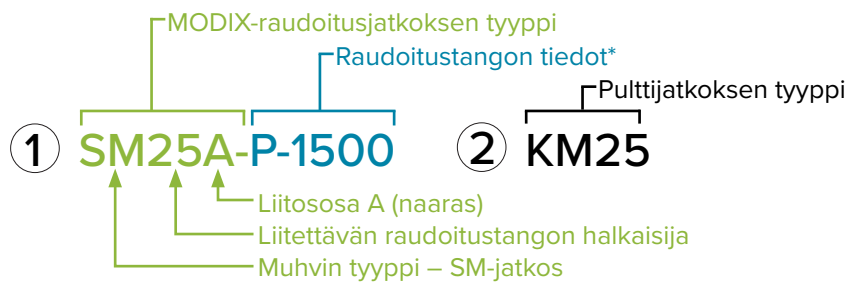 MODIX-raudoitusjatkoksen tyyppi
Raudoitustangon tiedot*
Pulttijatkoksen tyyppi
1 SM25A-P-1500 2 KM25
Liitososa A (naaras)
Liitettävän raudoitustangon halkaisija
Muhvin tyyppi – SM-jatkos